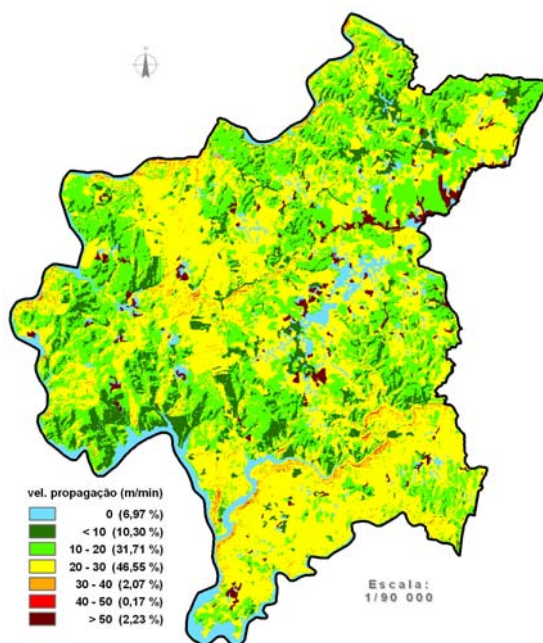 vel. propagação (m/min)
0 (6,97 %)
< 10 (10,30 %)
10 - 20 (31,71 %)
20 - 30 (46,55 %)
30 - 40 (2,07 %)
40 - 50 (0,17 %)
> 50 (2,23 %)
Escala:
1/90 000